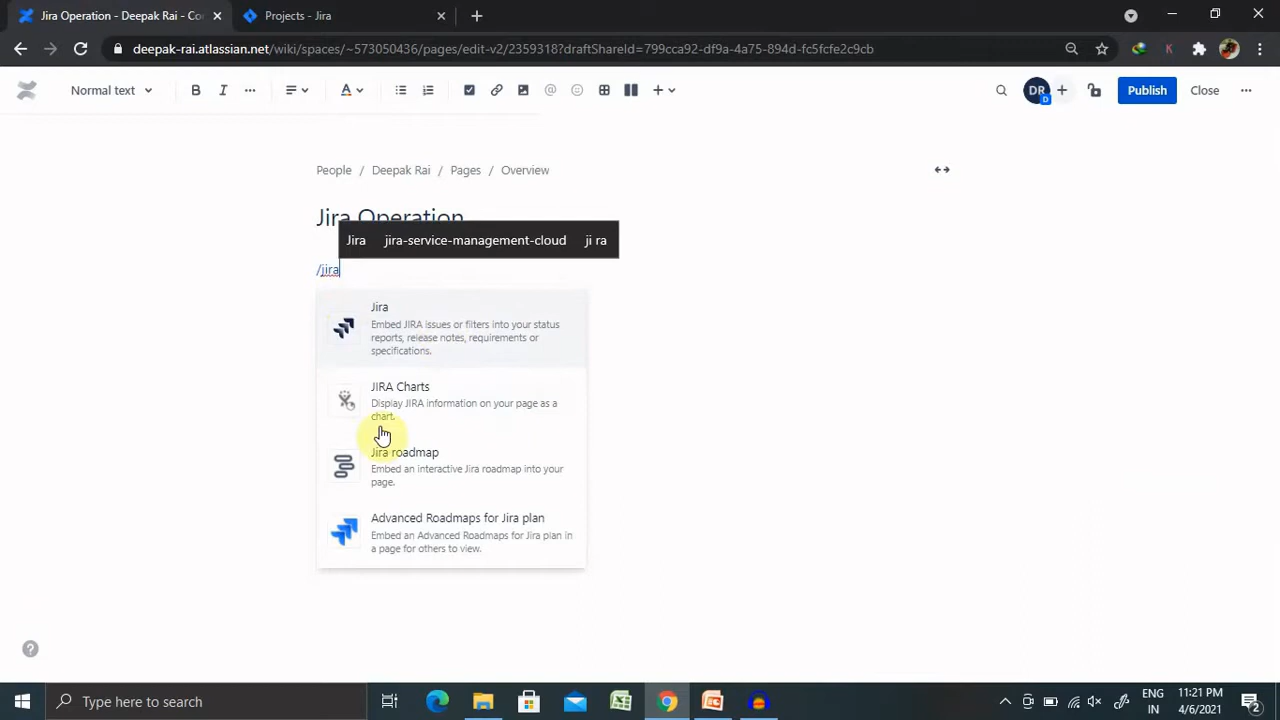 Jira Operation - Deepak Rai - Co
Projects - Jira
deepak-rai.atlassian.net/wiki/spaces/~573050436/pages/edit-v2/2359318?draftShareId=799cca92-df9a-4a75-894d-fc5fcfe2c9cb
Normal text
B
I
A
DR
D
Publish
Close
People / Deepak Rai / Pages / Overview
Jira Operation
Jira jira-service-management-cloud ji ra
/jira
Jira
Embed JIRA issues or filters into your status
reports, release notes, requirements or
specifications.
JIRA Charts
Display JIRA information on your page as a
chart.
Jira roadmap
Embed an interactive Jira roadmap into your
page.
Advanced Roadmaps for Jira plan
Embed an Advanced Roadmaps for Jira plan in
a page for others to view.
Type here to search
ENG
IN
11:21 PM
4/6/2021
2